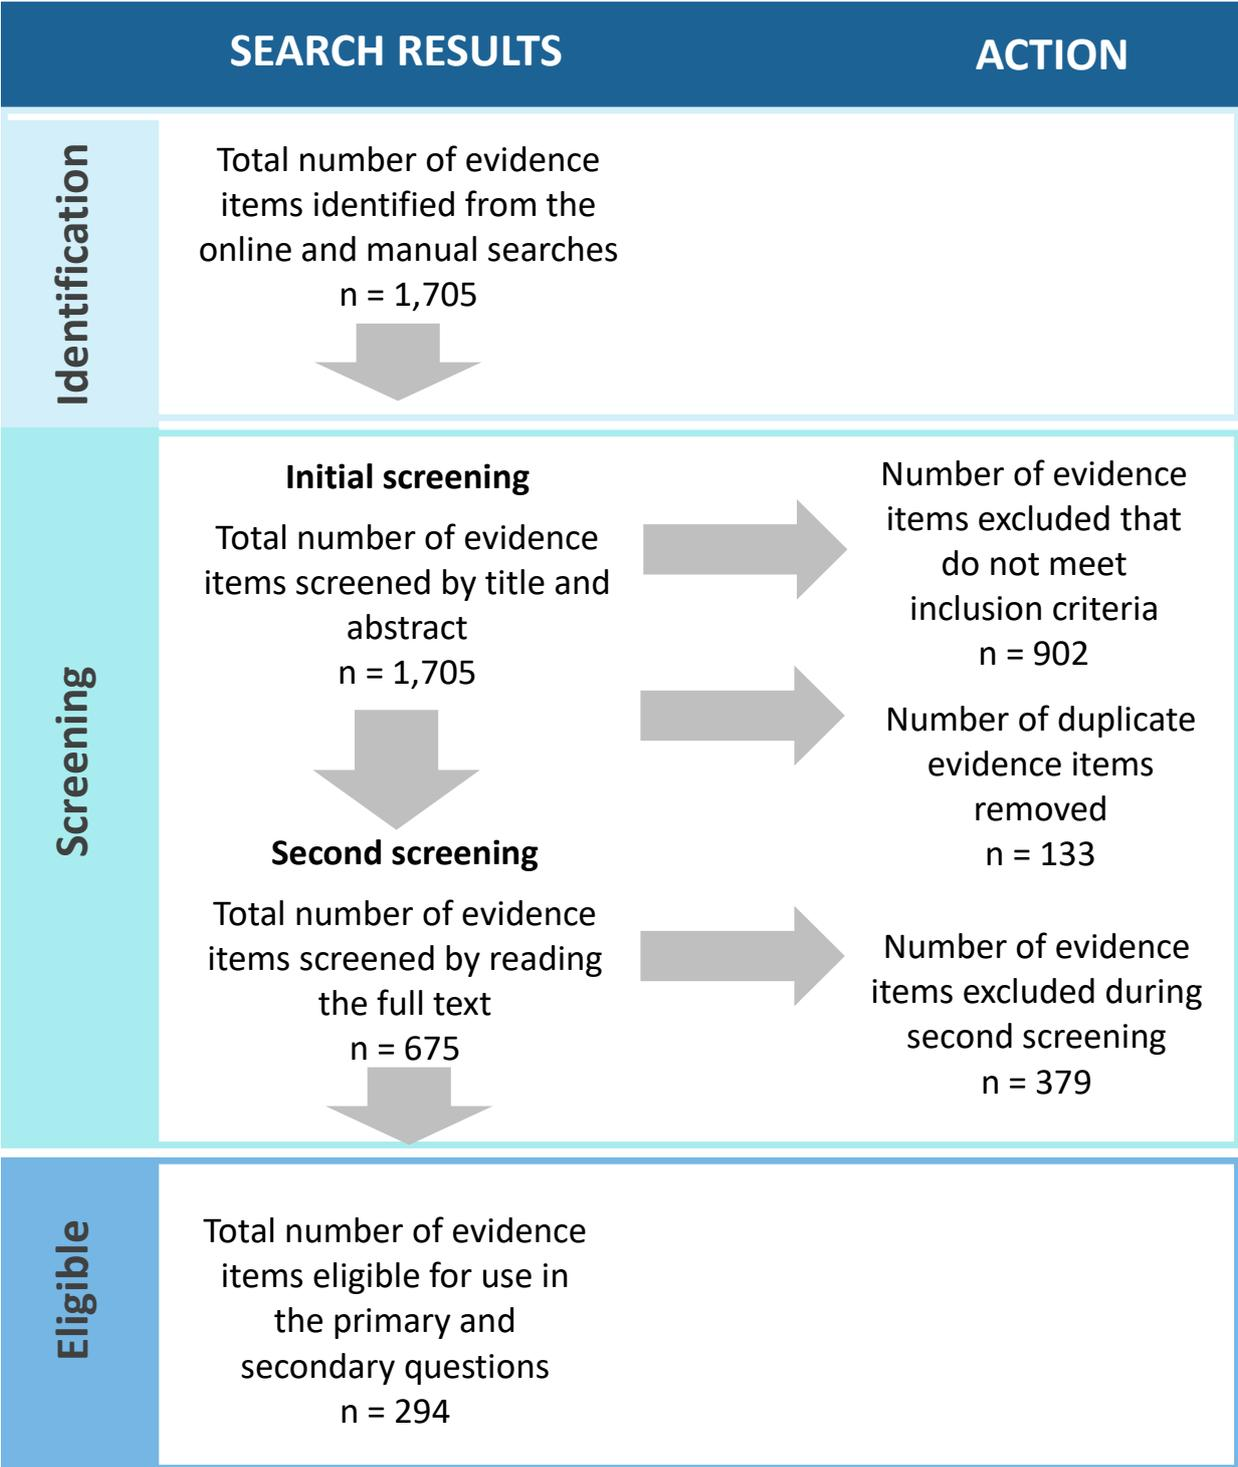 SEARCH RESULTS
ACTION
Identification
Total number of evidence
items identified from the
online and manual searches
n = 1,705
Screening
Initial screening
Total number of evidence
items screened by title and
abstract
n = 1,705
Number of evidence
items excluded that
do not meet
inclusion criteria
n = 902
Number of duplicate
evidence items
removed
n = 133
Second screening
Total number of evidence
items screened by reading
the full text
n = 675
Number of evidence
items excluded during
second screening
n = 379
Eligible
Total number of evidence
items eligible for use in
the primary and
secondary questions
n = 294